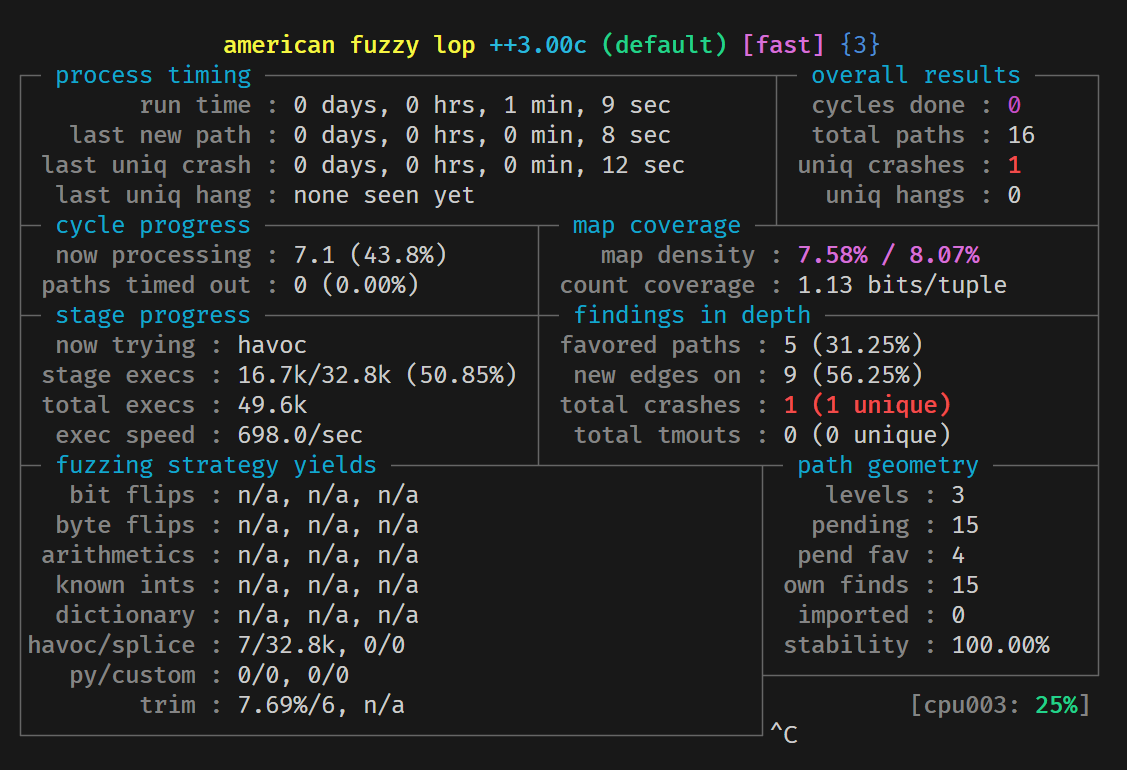 american fuzzy lop ++3.00c (default) [fast] {3}
process timing overall results
run time : 0 days, 0 hrs, 1 min, 9 sec cycles done : 0
last new path : 0 days, 0 hrs, 0 min, 8 sec total paths : 16
last uniq crash : 0 days, 0 hrs, 0 min, 12 sec uniq crashes : 1
last uniq hang : none seen yet uniq hangs : 0
cycle progress map coverage
now processing : 7.1 (43.8%) map density : 7.58% / 8.07%
paths timed out : 0 (0.00%) count coverage : 1.13 bits/tuple
stage progress findings in depth
now trying : havoc favored paths : 5 (31.25%)
stage execs : 16.7k/32.8k (50.85%) new edges on : 9 (56.25%)
total execs : 49.6k total crashes : 1 (1 unique)
exec speed : 698.0/sec total tmouts : 0 (0 unique)
fuzzing strategy yields path geometry
bit flips : n/a, n/a, n/a levels : 3
byte flips : n/a, n/a, n/a pending : 15
arithmetics : n/a, n/a, n/a pend fav : 4
known ints : n/a, n/a, n/a own finds : 15
dictionary : n/a, n/a, n/a imported : 0
havoc/splice : 7/32.8k, 0/0 stability : 100.00%
py/custom : 0/0, 0/0
trim : 7.69%/6, n/a [cpu003: 25%]
^C